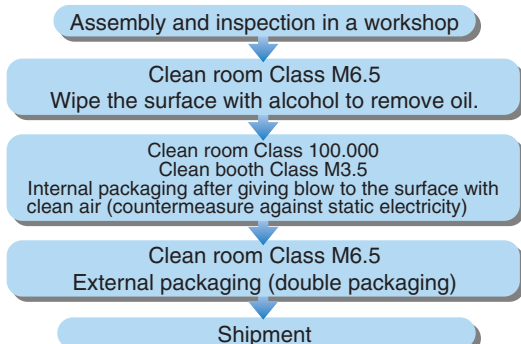 Assembly and inspection in a workshop
Clean room Class M6.5
Wipe the surface with alcohol to remove oil.
Clean room Class 100.000
Clean booth Class M3.5
Internal packaging after giving blow to the surface with
clean air (countermeasure against static electricity)
Clean room Class M6.5
External packaging (double packaging)
Shipment